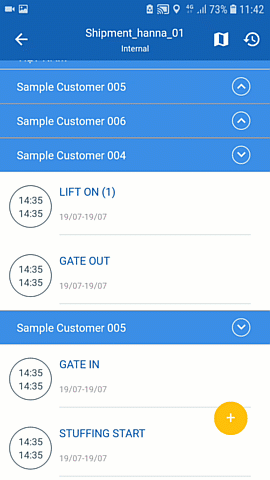 4G 73% 11:42
Shipment_hanna_01
Internal
Sample Customer 005
Sample Customer 006
Sample Customer 004
14:35
14:35
LIFT ON (1)
19/07-19/07
14:35
14:35
GATE OUT
19/07-19/07
Sample Customer 005
14:35
14:35
GATE IN
19/07-19/07
+
14:35
14:35
STUFFING START
19/07-19/07